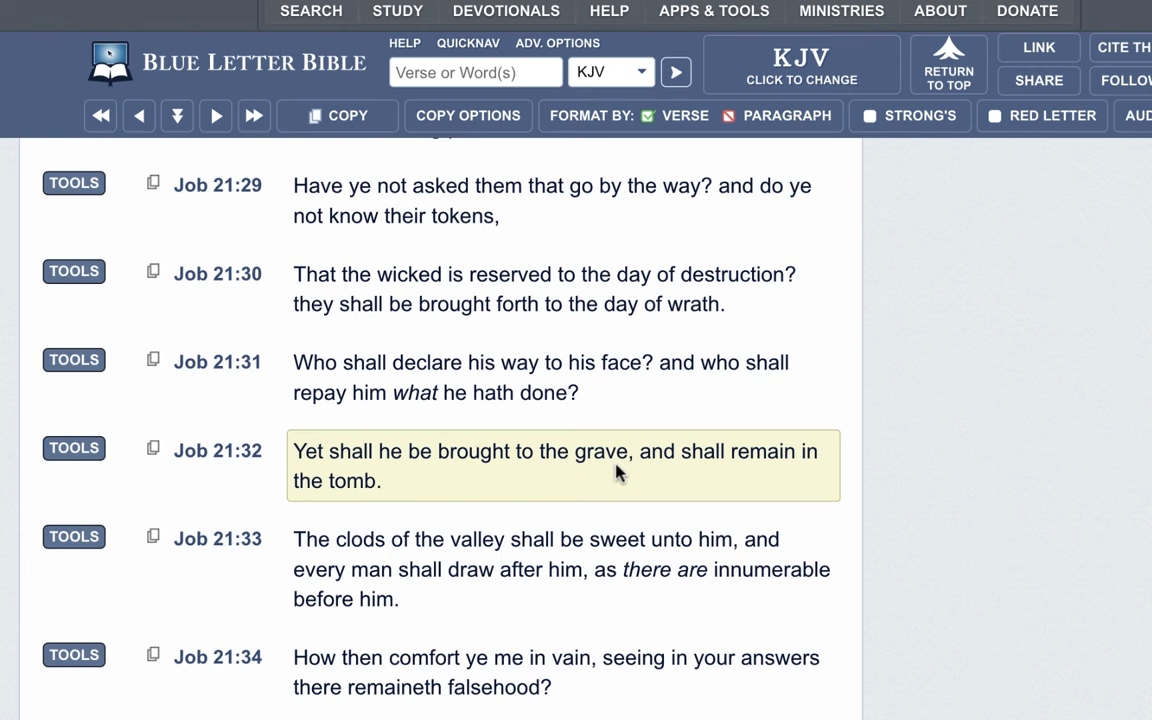 SEARCH STUDY DEVOTIONALS HELP APPS & TOOLS MINISTRIES ABOUT DONATE
BLUE LETTER BIBLE
HELP QUICKNAV ADV. OPTIONS
Verse or Word(s) KJV
KJV
CLICK TO CHANGE
RETURN
TO TOP
LINK CITE TH
SHARE FOLLOW
COPY COPY OPTIONS FORMAT BY: VERSE PARAGRAPH STRONG'S RED LETTER AUD
TOOLS Job 21:29 Have ye not asked them that go by the way? and do ye
not know their tokens,
TOOLS Job 21:30 That the wicked is reserved to the day of destruction?
they shall be brought forth to the day of wrath.
TOOLS Job 21:31 Who shall declare his way to his face? and who shall
repay him what he hath done?
TOOLS Job 21:32 Yet shall he be brought to the grave, and shall remain in
the tomb.
TOOLS Job 21:33 The clods of the valley shall be sweet unto him, and
every man shall draw after him, as there are innumerable
before him.
TOOLS Job 21:34 How then comfort ye me in vain, seeing in your answers
there remaineth falsehood?